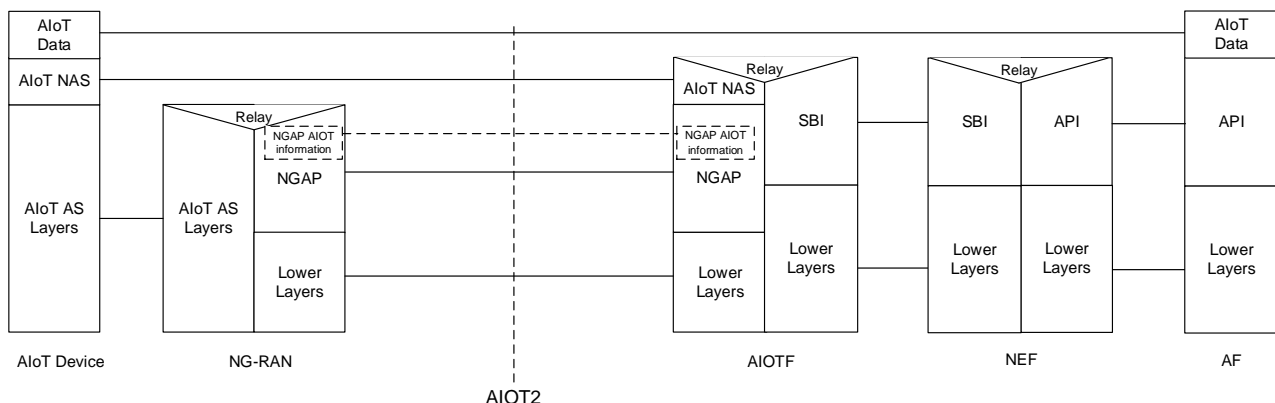 AIoT
Data
AIoT NAS
AIoT AS
Layers
AIoT Device
Relay
AIoT AS
Layers
NGAP AIOT
information
NGAP
Lower
Layers
NG-RAN
AIOT2
Relay
AIoT NAS
NGAP AIOT
information
NGAP
Lower
Layers
SBI
Lower
Layers
AIOTF
Relay
SBI
API
Lower
Layers
Lower
Layers
NEF
AIoT
Data
API
Lower
Layers
AF